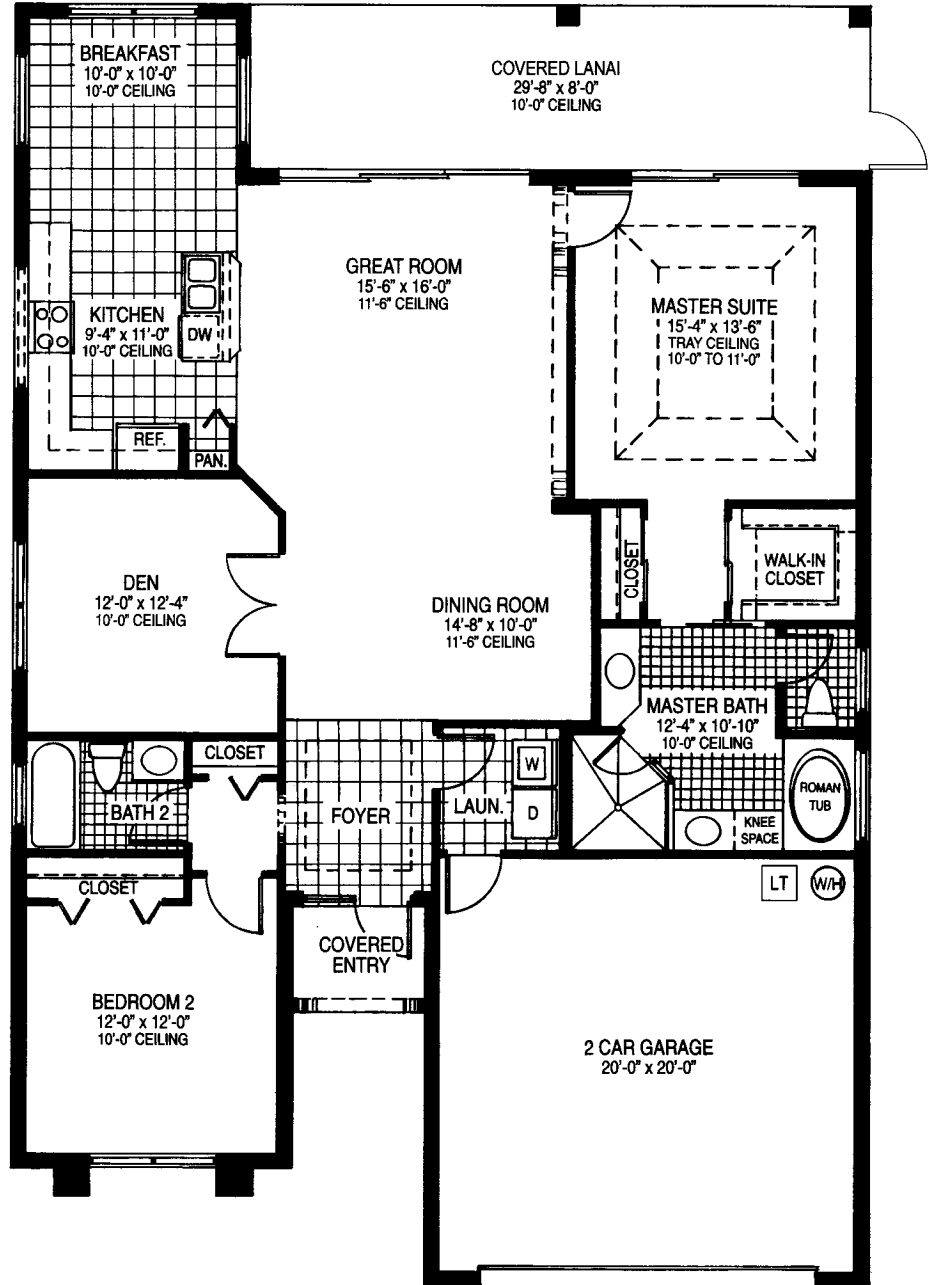 BREAKFAST
10'-0" x 10'-0"
10'-0" CEILING
COVERED LANAI
29'-8" x 8'-0"
10'-0" CEILING
GREAT ROOM
15'-6" x 16'-0"
11'-6" CEILING
KITCHEN
9'-4" x 11'-0"
10'-0" CEILING
DW
MASTER SUITE
15'-4" x 13'-6"
TRAY CEILING
10'-0" TO 11'-0"
REF.
PAN.
CLOSET
WALK-IN
CLOSET
DEN
12'-0" x 12'-4"
10'-0" CEILING
DINING ROOM
14'-8" x 10'-0"
11'-6" CEILING
MASTER BATH
12'-4" x 10'-10"
10'-0" CEILING
CLOSET
BATH 2
FOYER
LAUN.
W
D
ROMAN
TUB
KNEE
SPACE
CLOSET
LT
W/H
COVERED
ENTRY
BEDROOM 2
12'-0" x 12'-0"
10'-0" CEILING
2 CAR GARAGE
20'-0" x 20'-0"